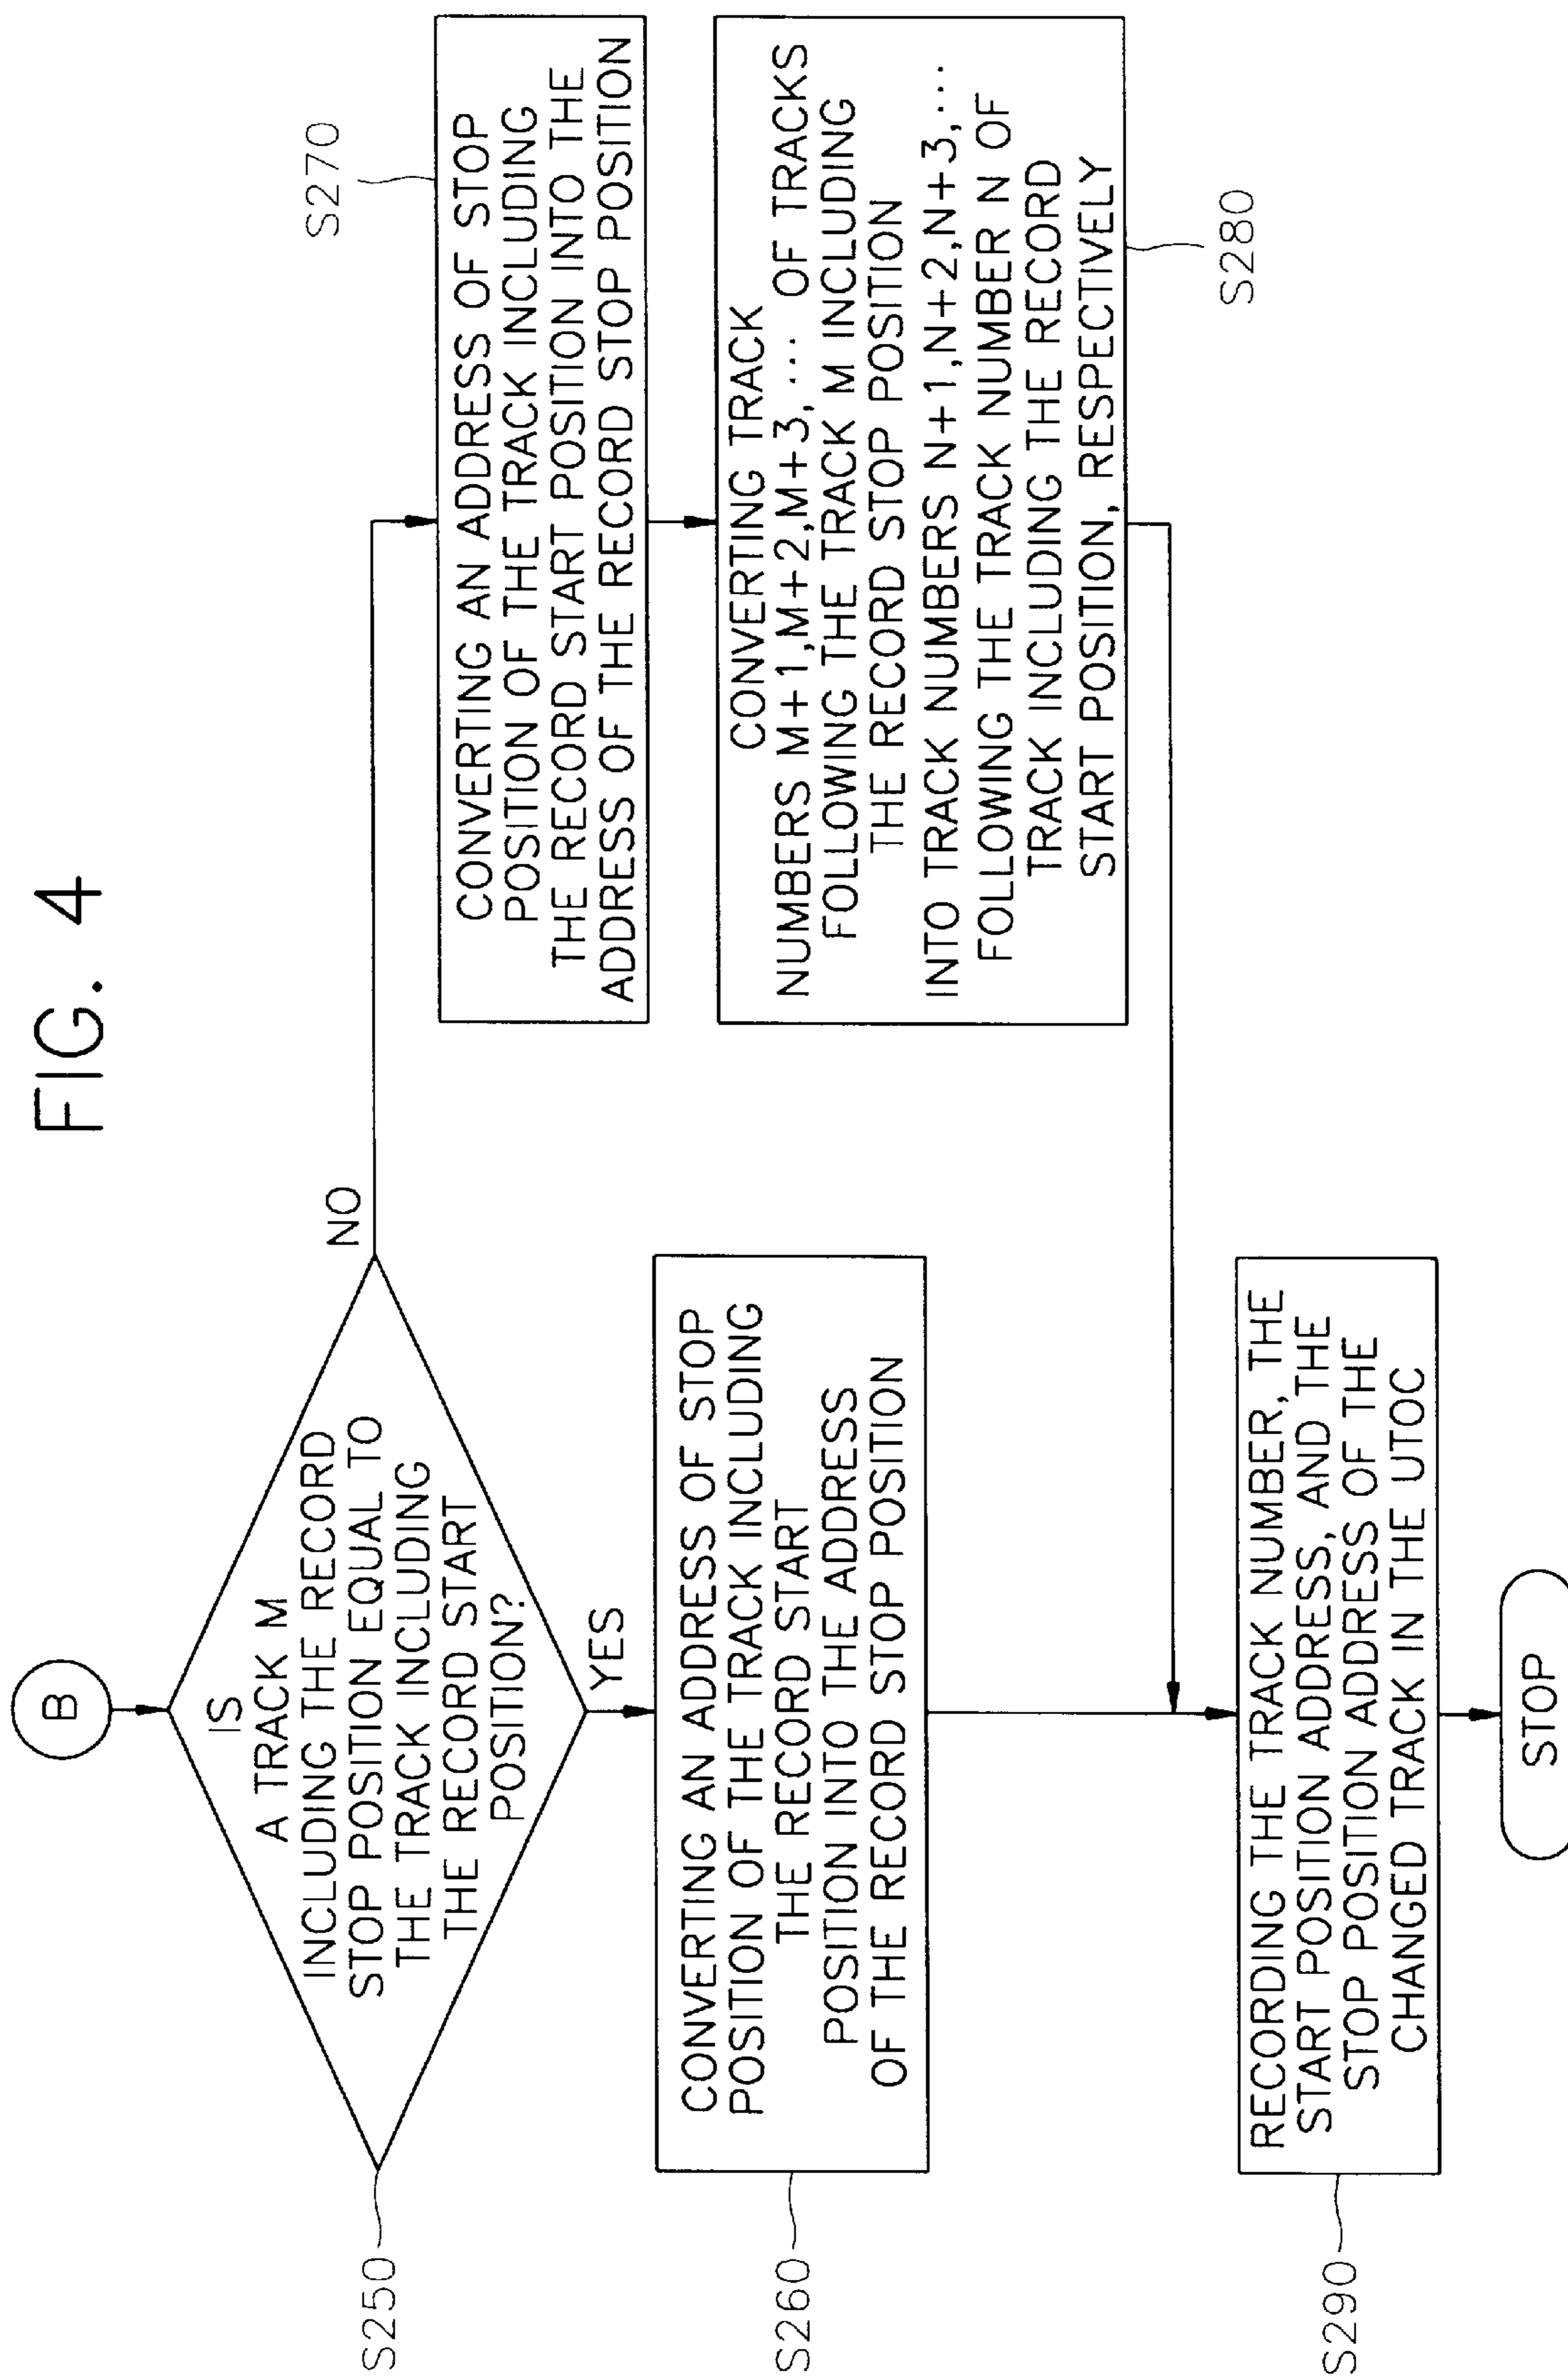 FIG. 4
B
IS
A TRACK M
INCLUDING THE RECORD
STOP POSITION EQUAL TO
THE TRACK INCLUDING
THE RECORD START
POSITION?
S250
NO
YES
CONVERTING AN ADDRESS OF STOP
POSITION OF THE TRACK INCLUDING
THE RECORD START
POSITION INTO THE ADDRESS
OF THE RECORD STOP POSITION
S260
S270
CONVERTING AN ADDRESS OF STOP
POSITION OF THE TRACK INCLUDING
THE RECORD START POSITION INTO THE
ADDRESS OF THE RECORD STOP POSITION
CONVERTING TRACK
NUMBERS M+1,M+2,M+3,... OF TRACKS
FOLLOWING THE TRACK M INCLUDING
THE RECORD STOP POSITION
INTO TRACK NUMBERS N+1,N+2,N+3,...
FOLLOWING THE TRACK NUMBER N OF
TRACK INCLUDING THE RECORD
START POSITION, RESPECTIVELY
S280
RECORDING THE TRACK NUMBER, THE
START POSITION ADDRESS, AND THE
STOP POSITION ADDRESS OF THE
CHANGED TRACK IN THE UTOC
S290
STOP